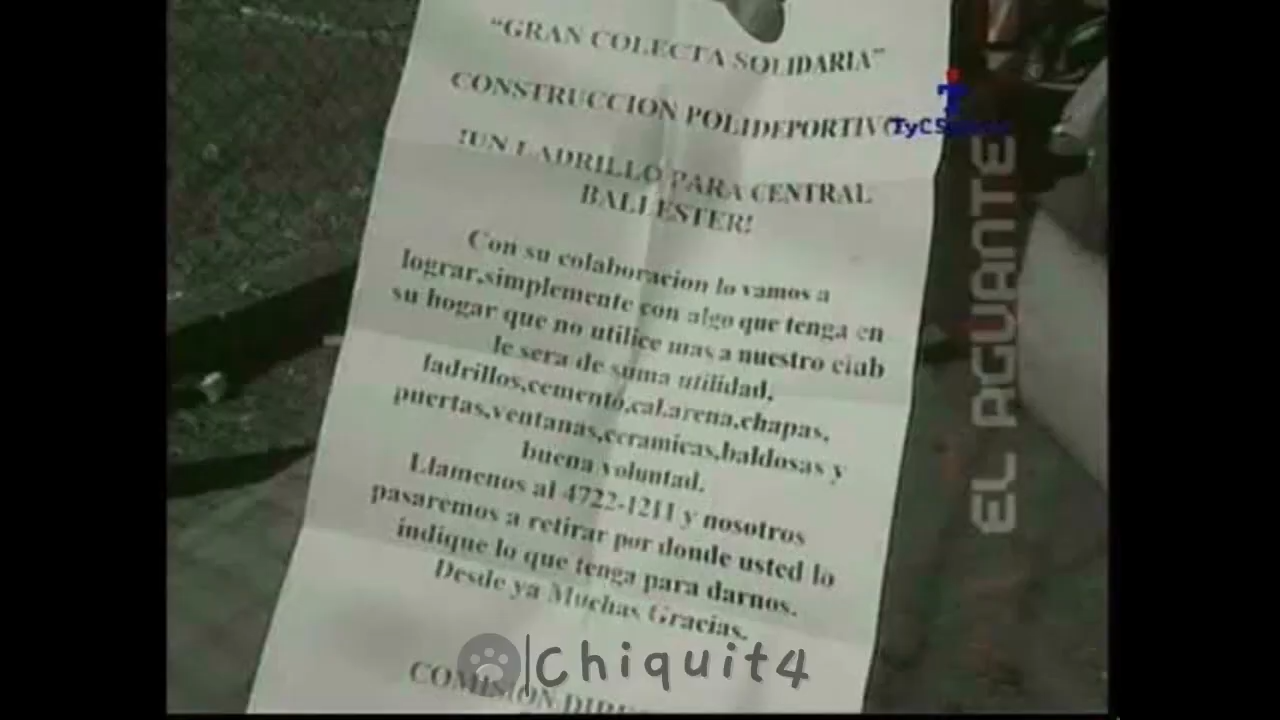 “GRAN COLECTA SOLIDARIA”
CONSTRUCCION POLIDEPORTIVO
!UN LADRILLO PARA CENTRAL
BALLESTER!
Con su colaboracion lo vamos a
lograr,simplemente con algo que tenga en
su hogar que no utilice mas a nuestro club
le sera de suma utilidad,
ladrillos,cemento,cal,arena,chapas,
puertas,ventanas,ceramicas,baldosas y
buena voluntad.
Llamenos al 4722-1211 y nosotros
pasaremos a retirar por donde usted lo
indique lo que tenga para darnos.
Desde ya Muchas Gracias.
COMISION
TyCSports
EL AGUANTE
Chiquit4